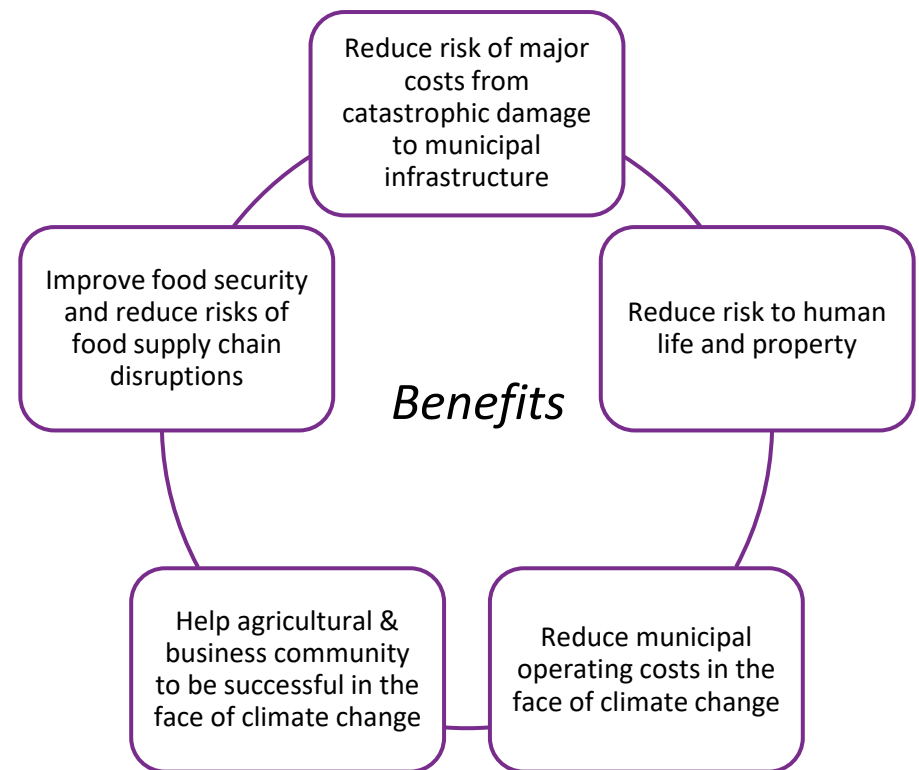 Reduce risk of major
costs from
catastrophic damage
to municipal
infrastructure
Improve food security
and reduce risks of
food supply chain
disruptions
Reduce risk to human
life and property
Benefits
Help agricultural &
business community
to be successful in the
face of climate change
Reduce municipal
operating costs in the
face of climate change